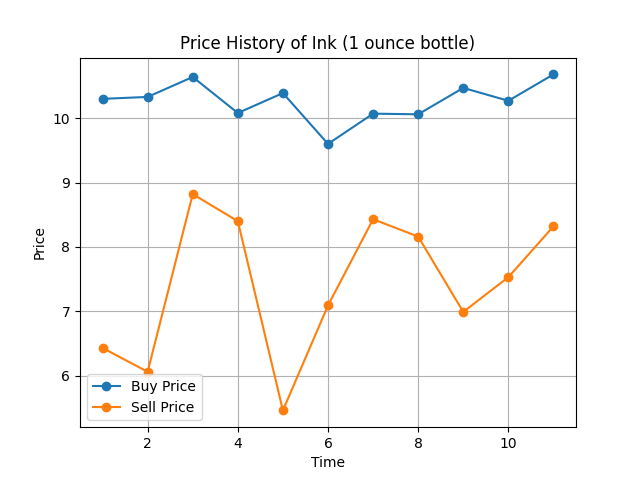 Price History of Ink (1 ounce bottle)
Price
10
9
8
7
6
Buy Price
Sell Price
2 4 6 8 10
Time